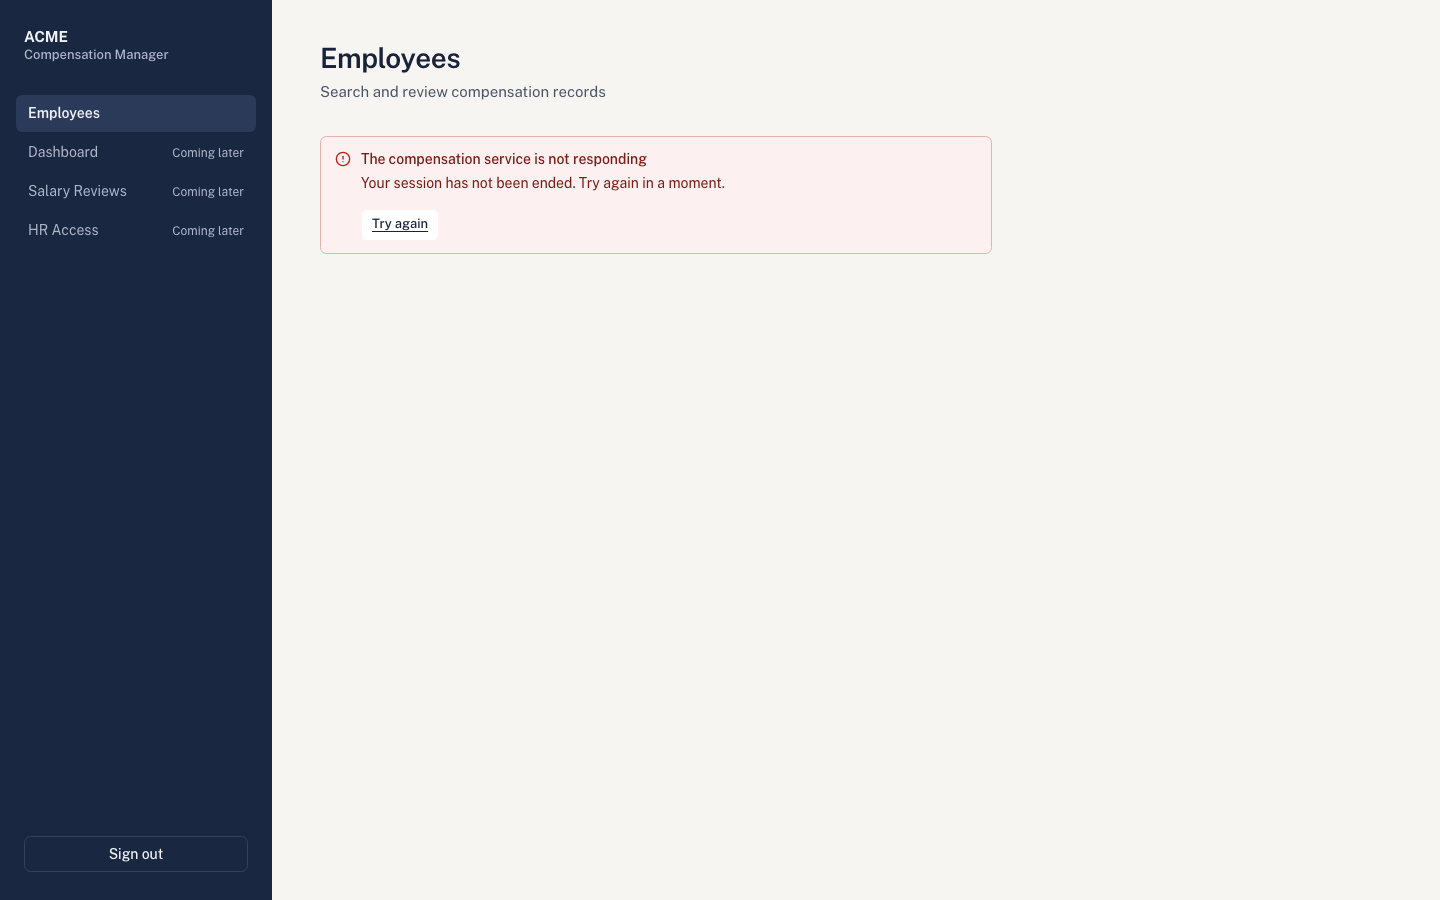 ACME
Compensation Manager
Employees
Dashboard Coming later
Salary Reviews Coming later
HR Access Coming later
Sign out
Employees
Search and review compensation records
The compensation service is not responding
Your session has not been ended. Try again in a moment.
Try again